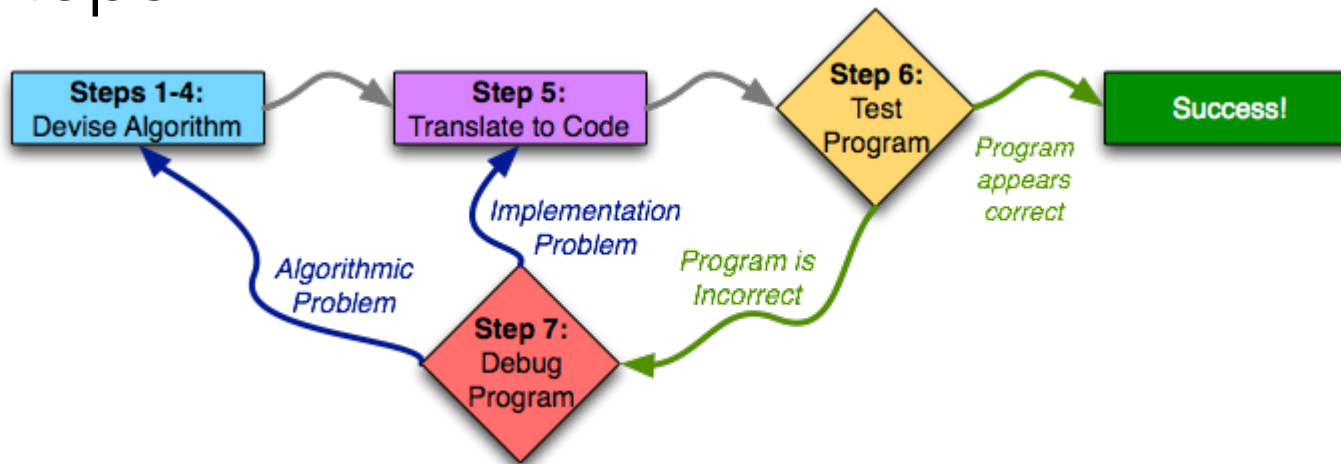 Steps 1-4:
Devise Algorithm
Step 5:
Translate to Code
Step 6:
Test
Program
Success!
Program
appears
correct
Implementation
Problem
Algorithmic
Problem
Program is
Incorrect
Step 7:
Debug
Program